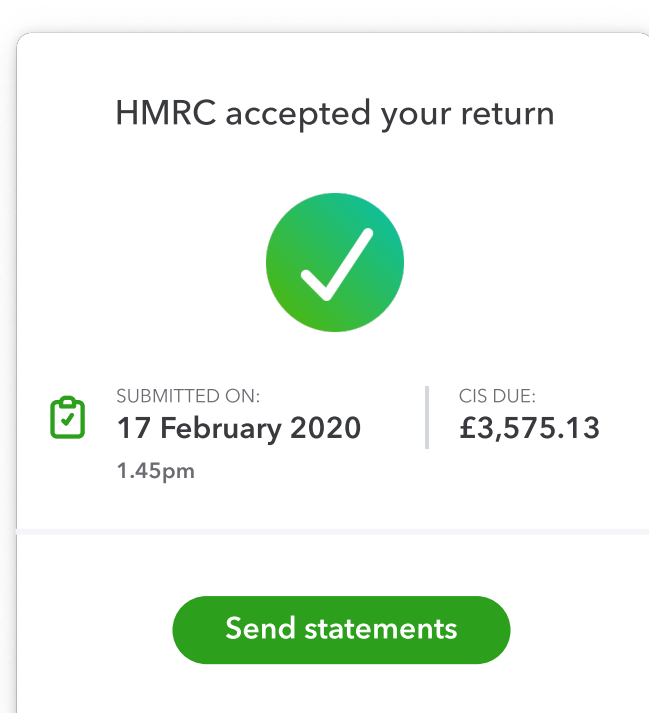 HMRC accepted your return
SUBMITTED ON:
17 February 2020
1.45pm
CIS DUE:
£3,575.13
Send statements